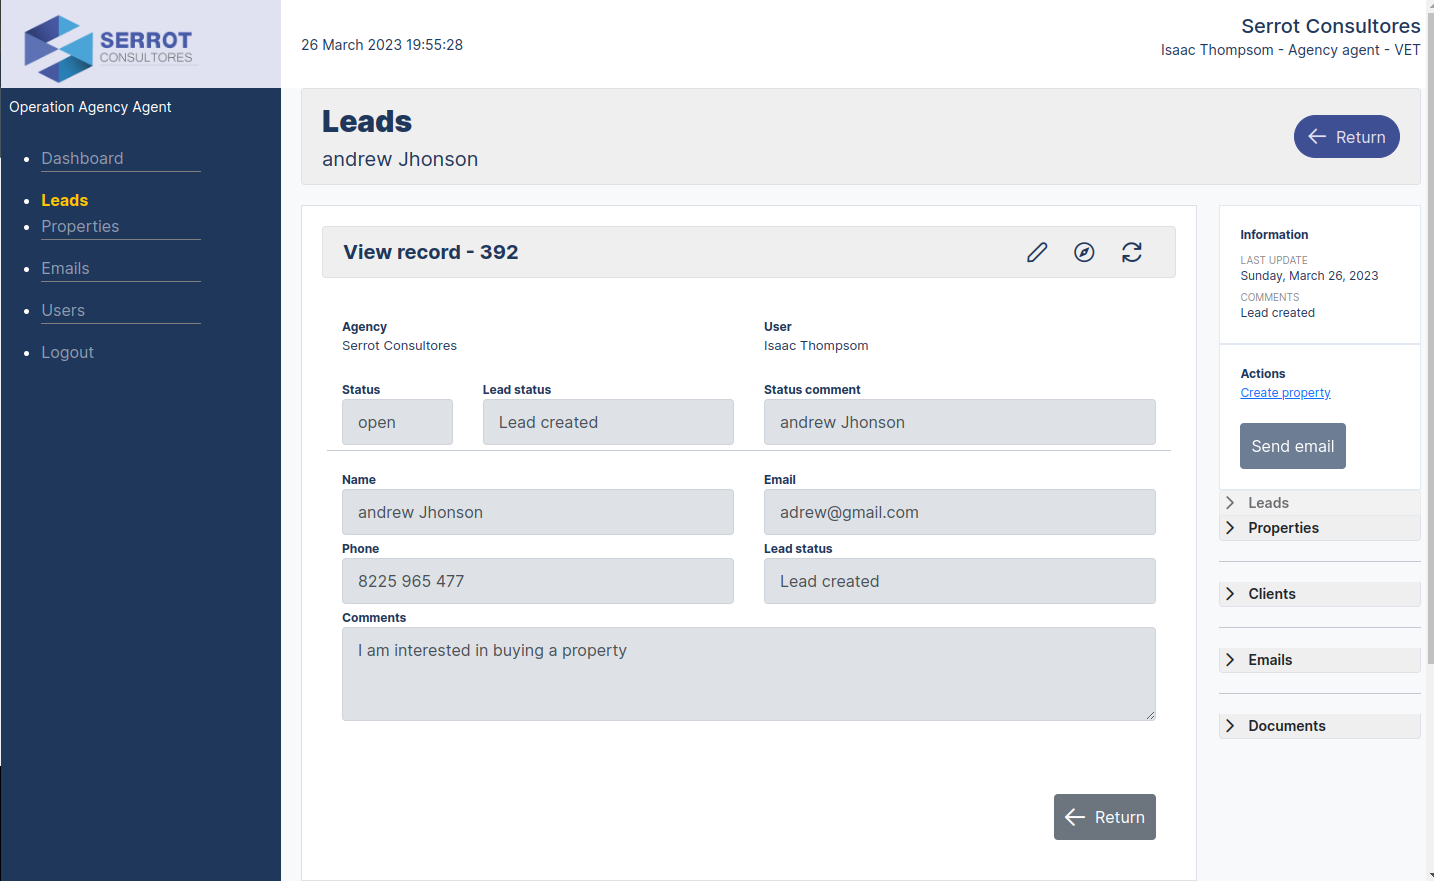 SERROT
CONSULTORES
Operation Agency Agent
Dashboard
Leads
Properties
Emails
Users
Logout
26 March 2023 19:55:28
Serrot Consultores
Isaac Thompsom - Agency agent - VET
Leads
andrew Jhonson
Return
View record - 392
Agency
Serrot Consultores
User
Isaac Thompsom
Status
open
Lead status
Lead created
Status comment
andrew Jhonson
Name
andrew Jhonson
Email
adrew@gmail.com
Phone
8225 965 477
Lead status
Lead created
Comments
I am interested in buying a property
Return
Information
LAST UPDATE
Sunday, March 26, 2023
COMMENTS
Lead created
Actions
Create property
Send email
Leads
Properties
Clients
Emails
Documents